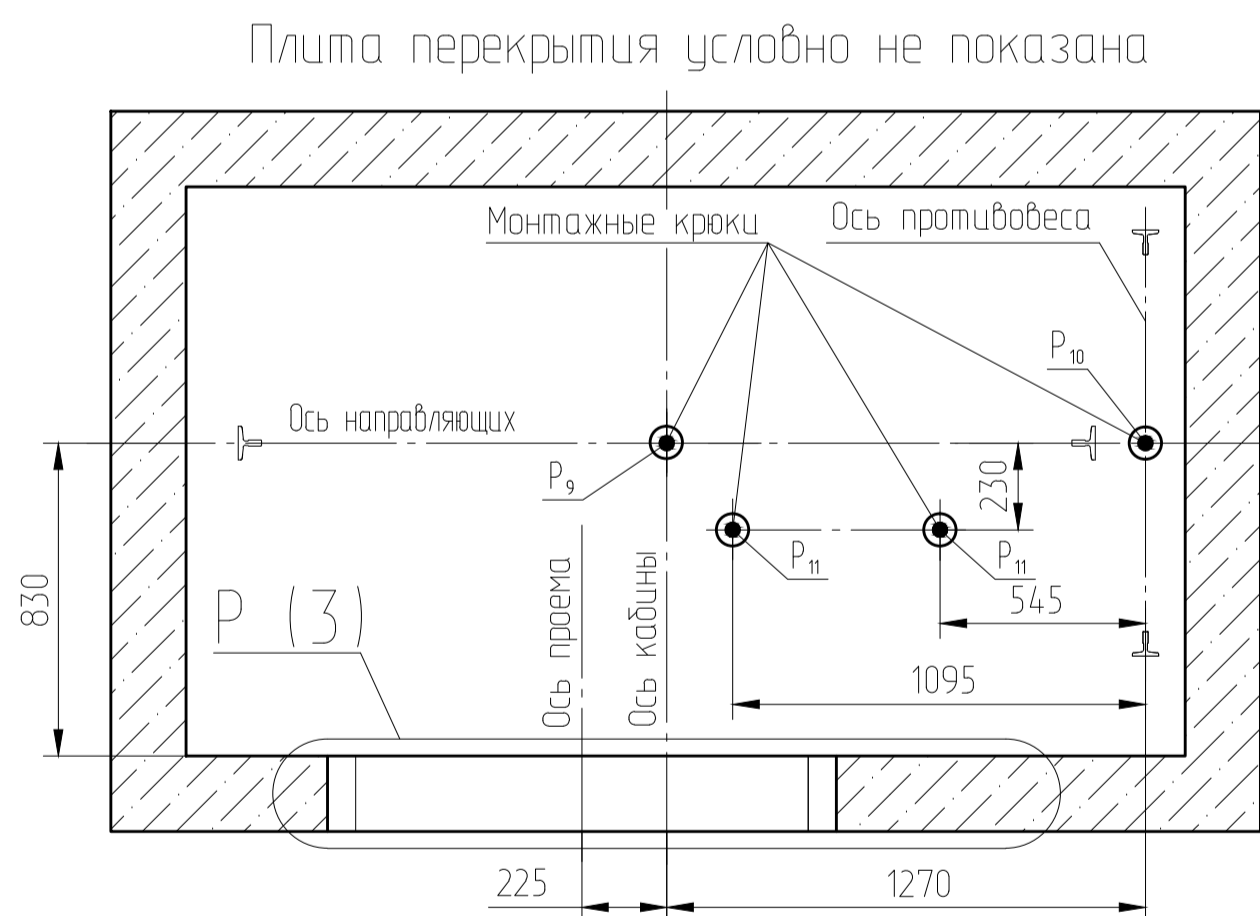 Плита перекрытия условно не показана
Монтажные крюки
Ось противовеса
P₁₀
Ось направляющих
P₉
230
P₁₁
P₁₁
830
P (3)
Ось проема
Ось кабины
545
1095
225
1270